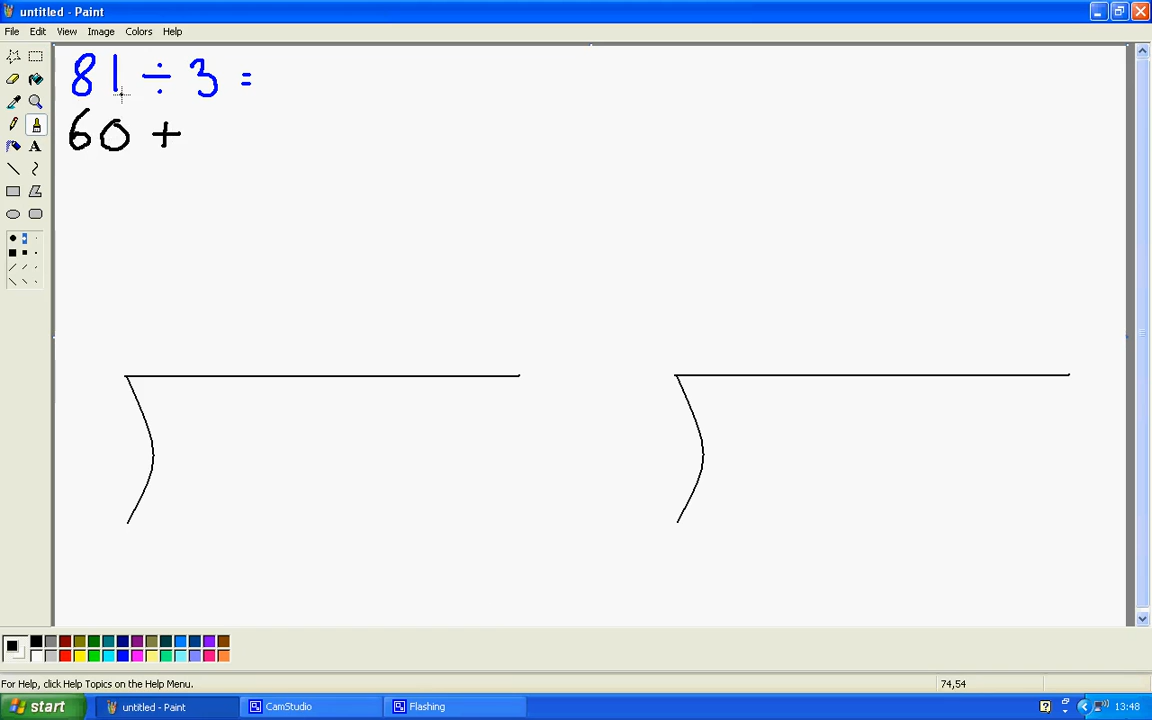 untitled - Paint
File Edit View Image Colors Help
81 ÷ 3 =
60 +
For Help, click Help Topics on the Help Menu.
74,54
start
untitled - Paint
CamStudio
Flashing
13:48